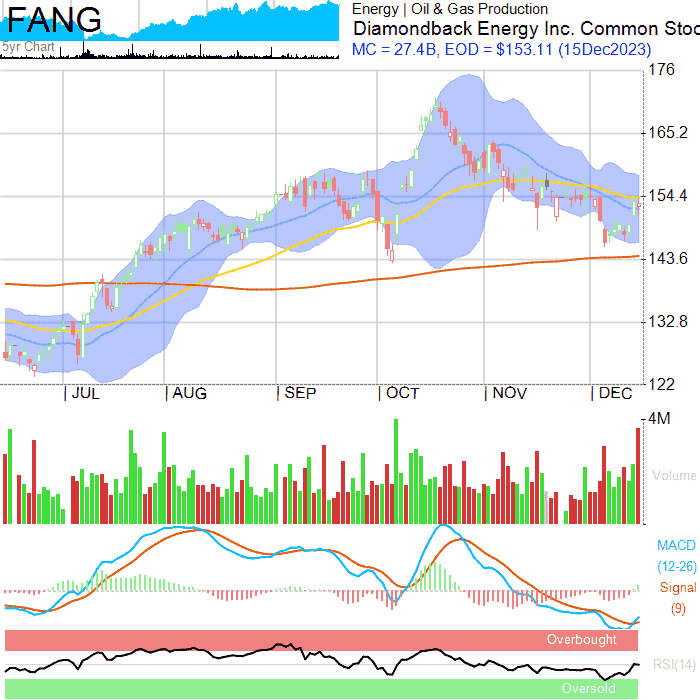 FANG
5yr Chart
Energy | Oil & Gas Production
Diamondback Energy Inc. Common Stoc
MC = 27.4B, EOD = $153.11 (15Dec2023)
176
165.2
154.4
143.6
132.8
122
JUL AUG SEP OCT NOV DEC
4M
Volume
MACD
(12-26)
Signal
(9)
Overbought
RSI(14)
Oversold